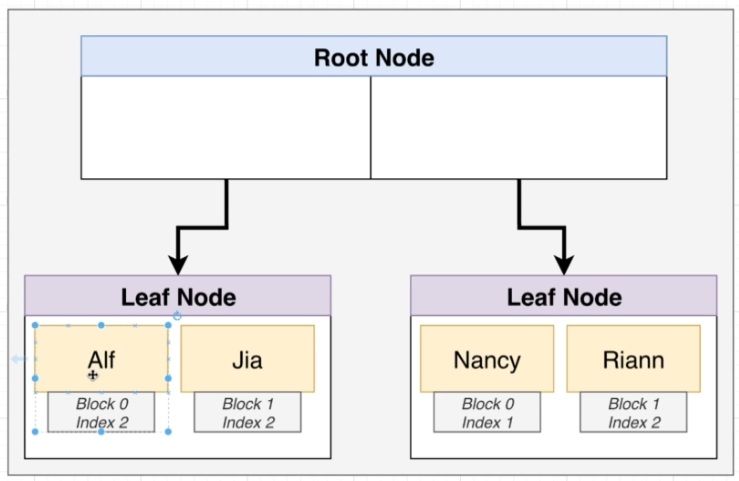 Root Node
Leaf Node
Leaf Node
Alf
Jia
Nancy
Riann
Block 0
Index 2
Block 1
Index 2
Block 0
Index 1
Block 1
Index 2